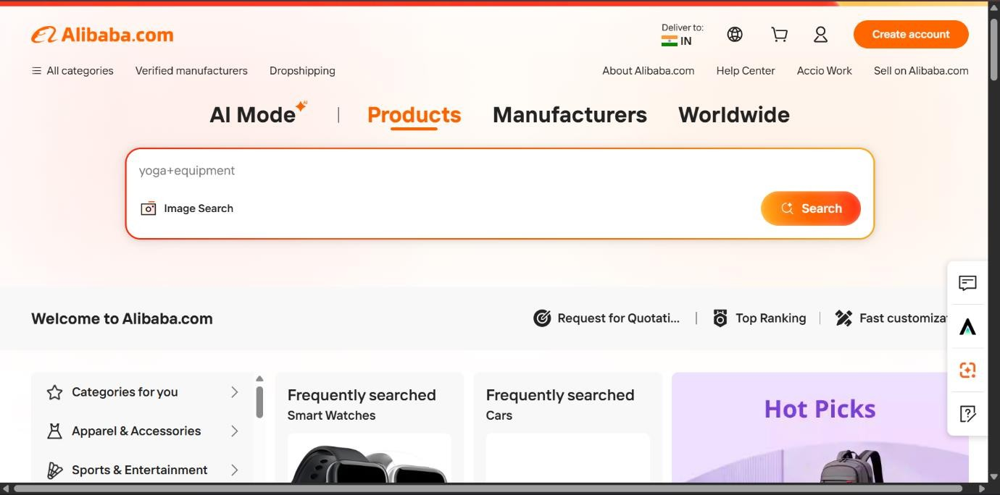 Alibaba.com
Deliver to:
IN
Create account
All categories
Verified manufacturers
Dropshipping
About Alibaba.com
Help Center
Accio Work
Sell on Alibaba.com
AI Mode AI
Products
Manufacturers
Worldwide
yoga+equipment
Image Search
Search
Welcome to Alibaba.com
Request for Quotati...
Top Ranking
Fast customiza
Categories for you
Apparel & Accessories
Sports & Entertainment
Frequently searched
Smart Watches
Frequently searched
Cars
Hot Picks